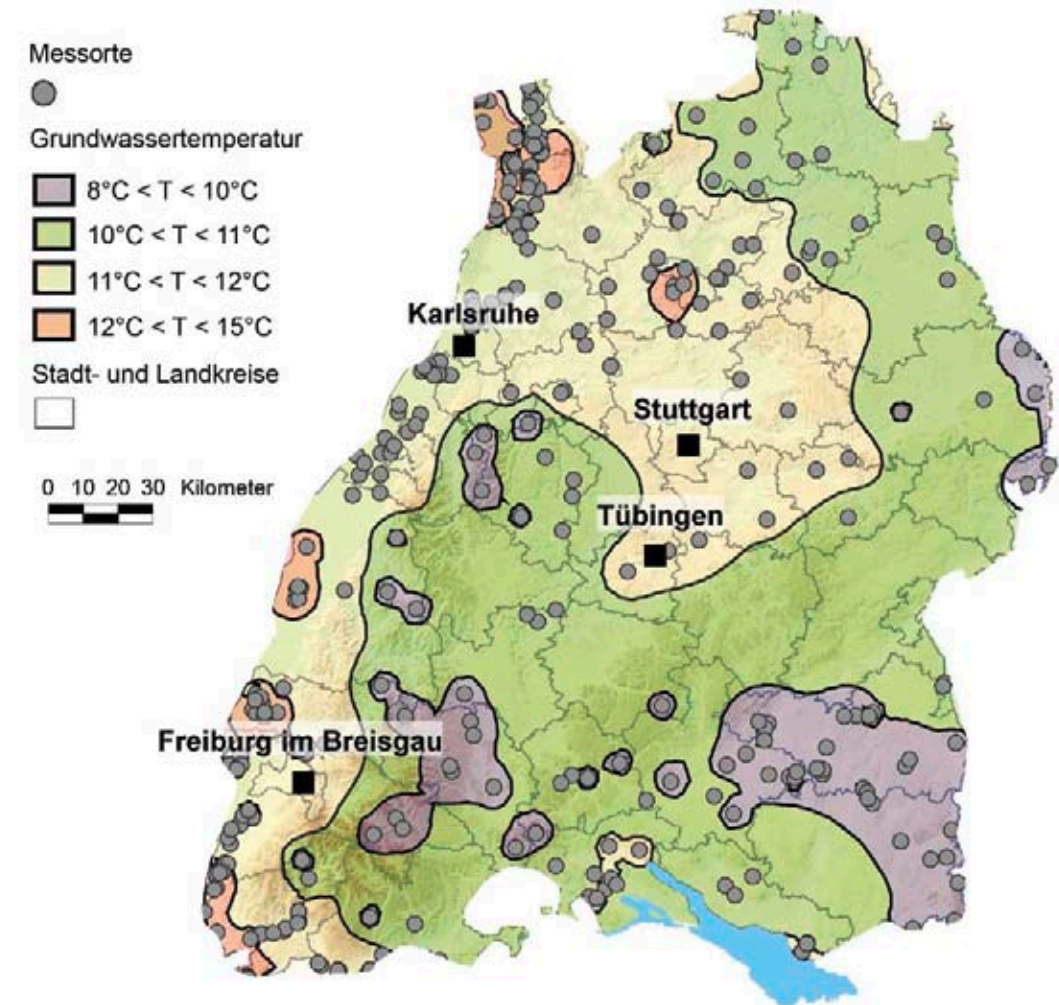 Messorte
Grundwassertemperatur
8°C < T < 10°C
10°C < T < 11°C
11°C < T < 12°C
12°C < T < 15°C
Stadt- und Landkreise
0 10 20 30 Kilometer
Karlsruhe
Stuttgart
Tübingen
Freiburg im Breisgau